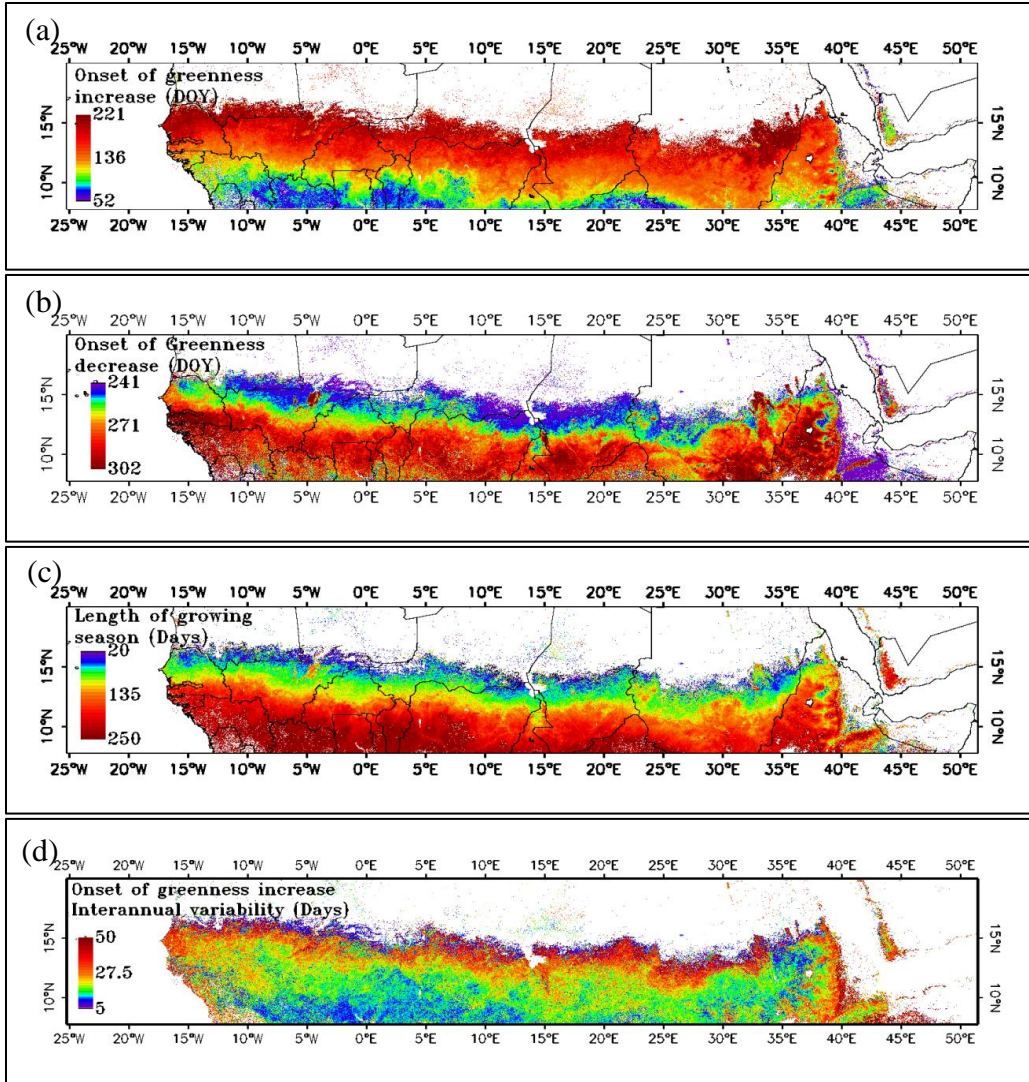 (a)
25°W 20°W 15°W 10°W 5°W 0°E 5°E 10°E 15°E 20°E 25°E 30°E 35°E 40°E 45°E 50°E
Onset of greenness
increase (DOY)
221
136
52
15°N
10°N
15°N
10°N
25°W 20°W 15°W 10°W 5°W 0°E 5°E 10°E 15°E 20°E 25°E 30°E 35°E 40°E 45°E 50°E
(b)
25°W 20°W 15°W 10°W 5°W 0°E 5°E 10°E 15°E 20°E 25°E 30°E 35°E 40°E 45°E 50°E
Onset of Greenness
decrease (DOY)
241
271
302
15°N
10°N
15°N
10°N
25°W 20°W 15°W 10°W 5°W 0°E 5°E 10°E 15°E 20°E 25°E 30°E 35°E 40°E 45°E 50°E
(c)
25°W 20°W 15°W 10°W 5°W 0°E 5°E 10°E 15°E 20°E 25°E 30°E 35°E 40°E 45°E 50°E
Length of growing
season (Days)
20
135
250
15°N
10°N
15°N
10°N
25°W 20°W 15°W 10°W 5°W 0°E 5°E 10°E 15°E 20°E 25°E 30°E 35°E 40°E 45°E 50°E
(d)
25°W 20°W 15°W 10°W 5°W 0°E 5°E 10°E 15°E 20°E 25°E 30°E 35°E 40°E 45°E 50°E
Onset of greenness increase
Interannual variability (Days)
50
27.5
5
15°N
10°N
15°N
10°N
25°W 20°W 15°W 10°W 5°W 0°E 5°E 10°E 15°E 20°E 25°E 30°E 35°E 40°E 45°E 50°E